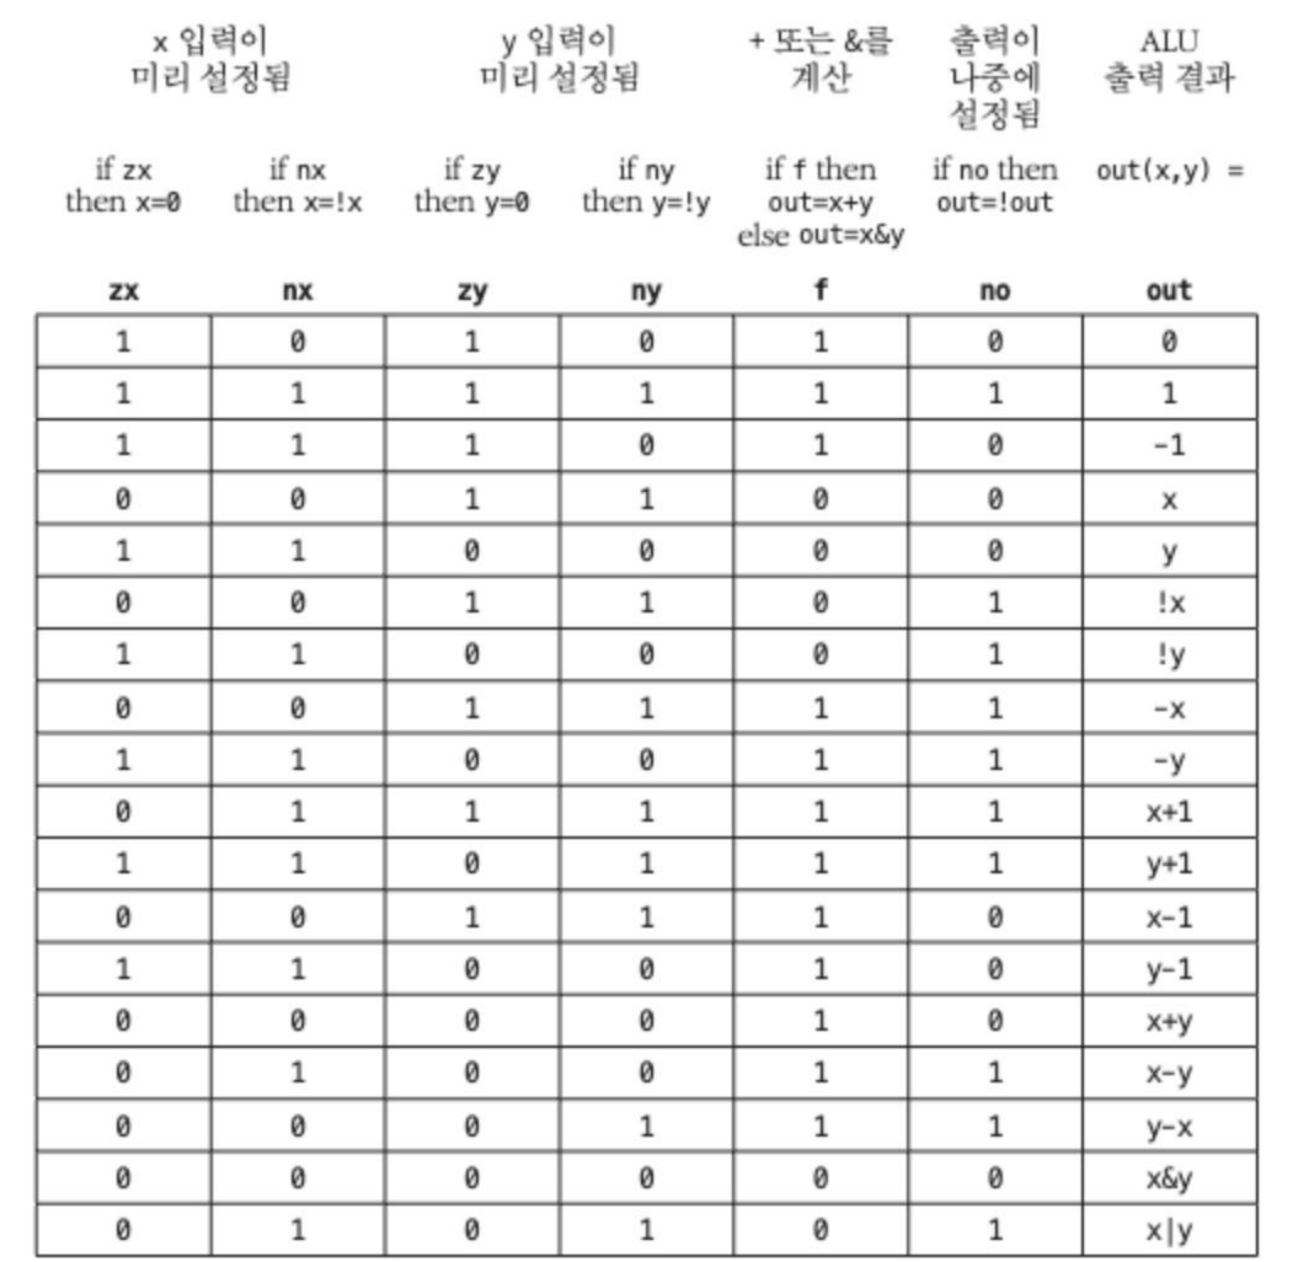 x 입력이
미리 설정됨
y 입력이
미리 설정됨
+ 또는 &를
계산
출력이
나중에
설정됨
ALU
출력 결과
if zx
then x=0
if nx
then x=!x
if zy
then y=0
if ny
then y=!y
if f then
out=x+y
else out=x&y
if no then
out=!out
out(x,y) =
zx nx zy ny f no out
1 0 1 0 1 0 0
1 1 1 1 1 1 1
1 1 1 0 1 0 -1
0 0 1 1 0 0 x
1 1 0 0 0 0 y
0 0 1 1 0 1 !x
1 1 0 0 0 1 !y
0 0 1 1 1 1 -x
1 1 0 0 1 1 -y
0 1 1 1 1 1 x+1
1 1 0 1 1 1 y+1
0 0 1 1 1 0 x-1
1 1 0 0 1 0 y-1
0 0 0 0 1 0 x+y
0 1 0 0 1 1 x-y
0 0 0 1 1 1 y-x
0 0 0 0 0 0 x&y
0 1 0 1 0 1 x|y